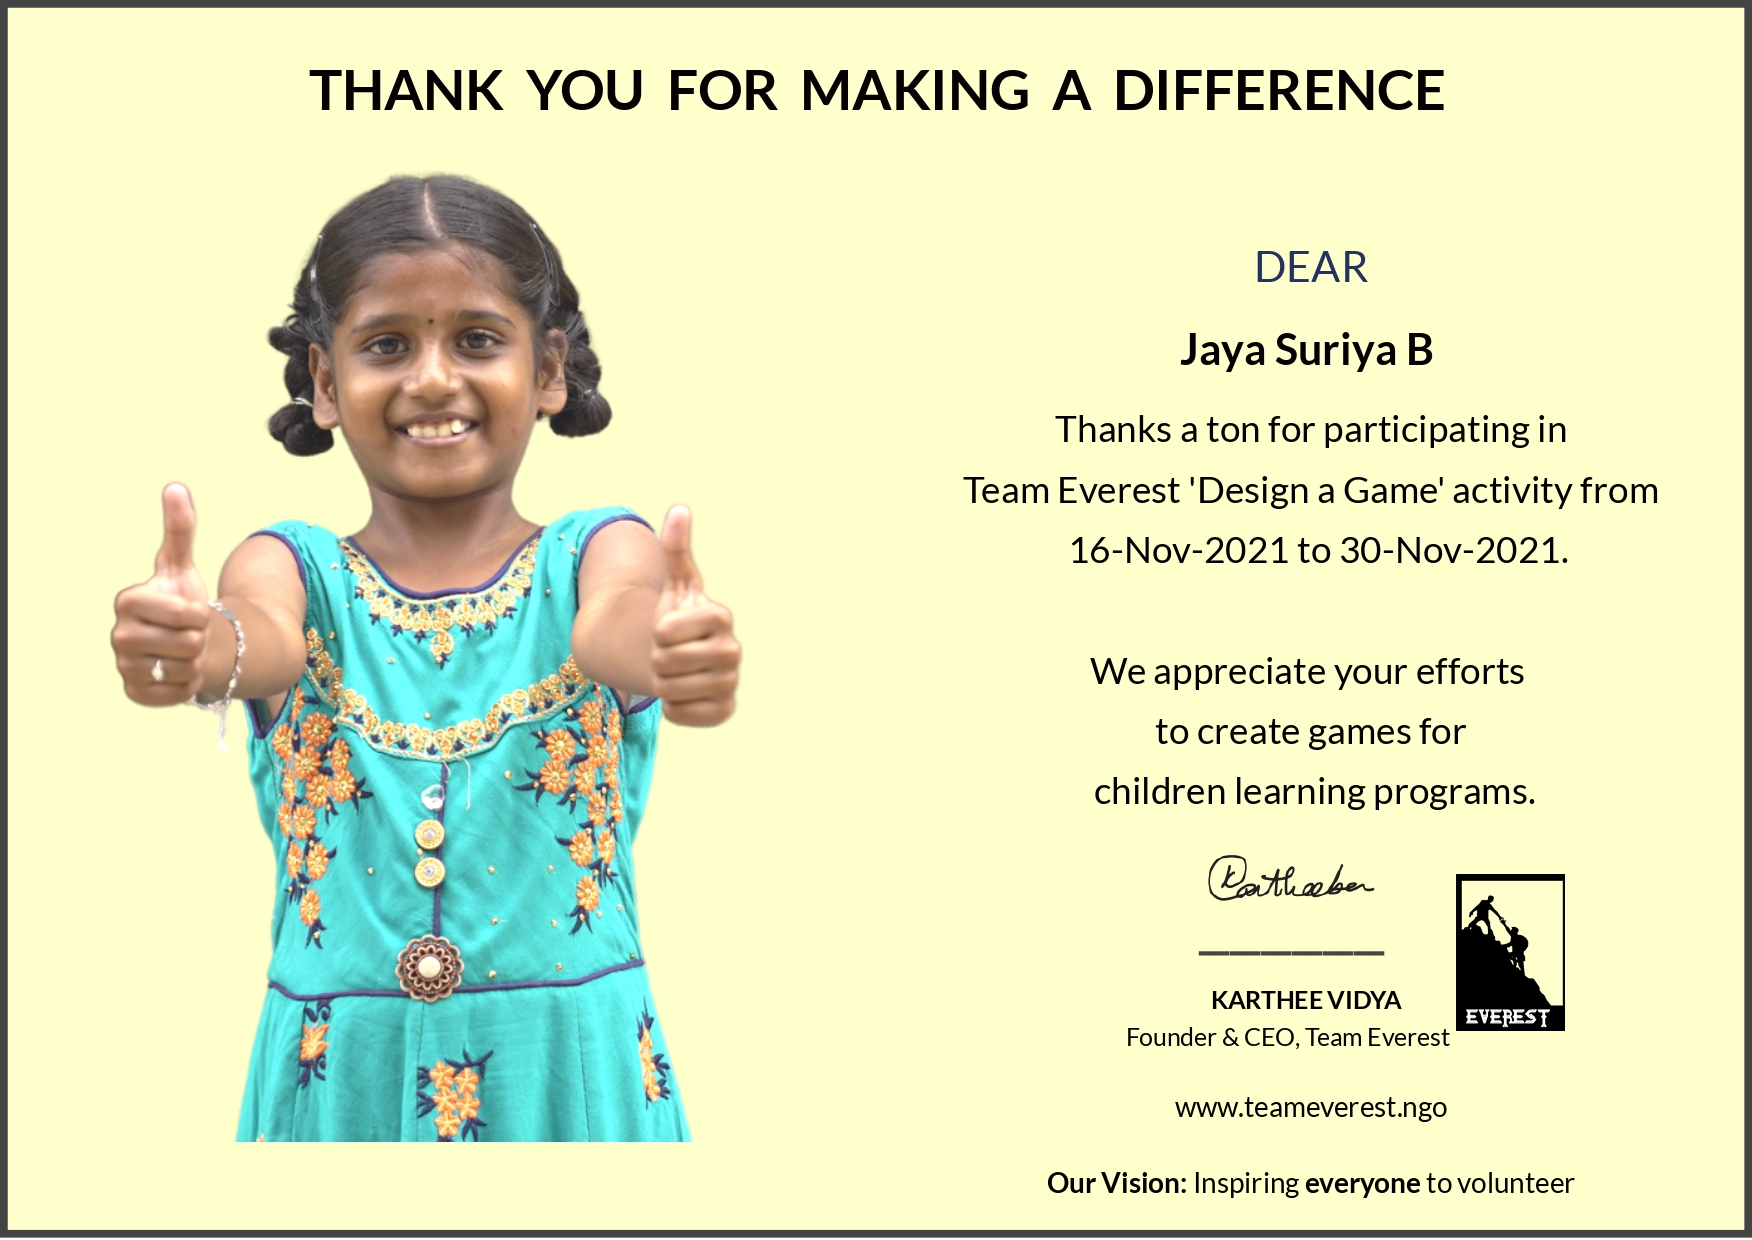 THANK YOU FOR MAKING A DIFFERENCE
DEAR
Jaya Suriya B
Thanks a ton for participating in
Team Everest 'Design a Game' activity from
16-Nov-2021 to 30-Nov-2021.
We appreciate your efforts
to create games for
children learning programs.
KARTHEE VIDYA
Founder & CEO, Team Everest
EVEREST
www.teameverest.ngo
Our Vision: Inspiring everyone to volunteer